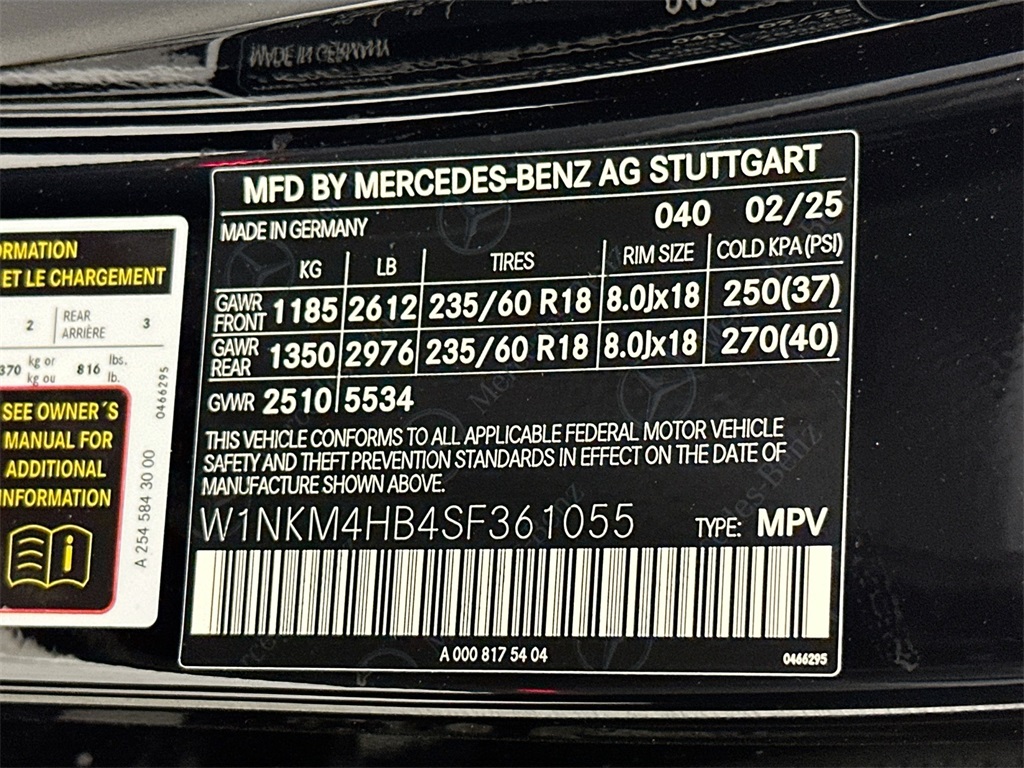 MADE IN GERMANY
040 02/25
MFD BY MERCEDES-BENZ AG STUTTGART
MADE IN GERMANY 040 02/25
KG LB TIRES RIM SIZE COLD KPA (PSI)
GAWR FRONT 1185 2612 235/60 R18 8.0Jx18 250(37)
GAWR REAR 1350 2976 235/60 R18 8.0Jx18 270(40)
GVWR 2510 5534
THIS VEHICLE CONFORMS TO ALL APPLICABLE FEDERAL MOTOR VEHICLE
SAFETY AND THEFT PREVENTION STANDARDS IN EFFECT ON THE DATE OF
MANUFACTURE SHOWN ABOVE.
W1NKM4HB4SF361055 TYPE: MPV
A 000 817 54 04 0466295
ET LE CHARGEMENT
2 REAR 3
ARRIÈRE
370 kg or 816 lbs.
kg ou lb.
SEE OWNER´S
MANUAL FOR
ADDITIONAL
INFORMATION
A 254 584 30 00 0466295
Mercedes-Benz